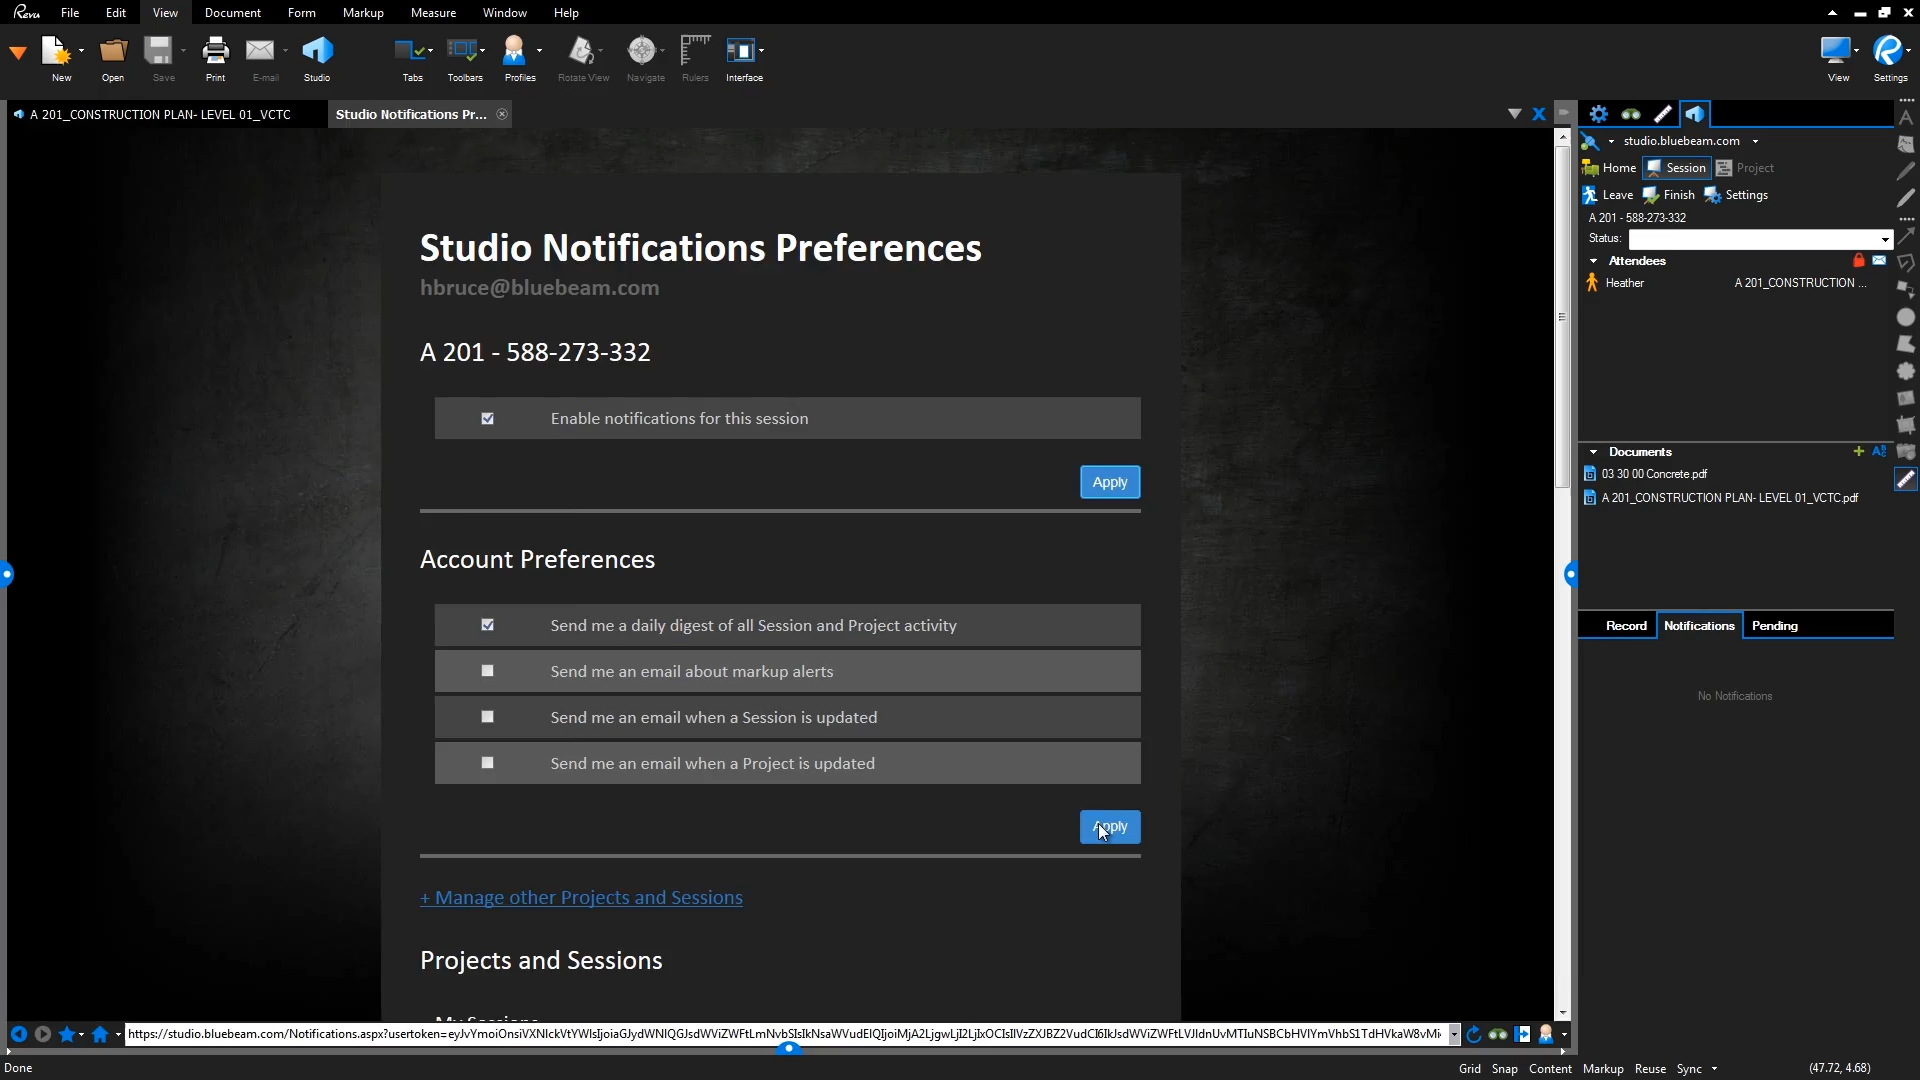 Revu File Edit View Document Form Markup Measure Window Help
New Open Save Print E-mail Studio Tabs Toolbars Profiles Rotate View Navigate Rulers Interface View Settings
A 201_CONSTRUCTION PLAN- LEVEL 01_VCTC Studio Notifications Pr...
studio.bluebeam.com
Home Session Project
Leave Finish Settings
A 201 - 588-273-332
Status:
Attendees
Heather A 201_CONSTRUCTION ...
Documents
03 30 00 Concrete.pdf
A 201_CONSTRUCTION PLAN- LEVEL 01_VCTC.pdf
Record Notifications Pending
No Notifications
Studio Notifications Preferences
hbruce@bluebeam.com
A 201 - 588-273-332
Enable notifications for this session
Apply
Account Preferences
Send me a daily digest of all Session and Project activity
Send me an email about markup alerts
Send me an email when a Session is updated
Send me an email when a Project is updated
Apply
+ Manage other Projects and Sessions
Projects and Sessions
Done
Grid Snap Content Markup Reuse Sync (47.72, 4.68)